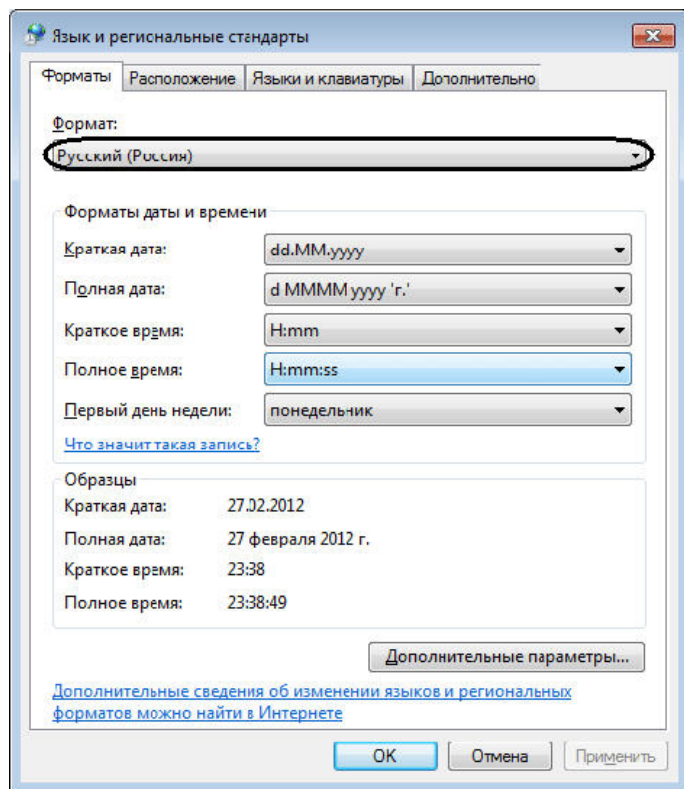 Язык и региональные стандарты
Форматы Расположение Языки и клавиатуры Дополнительно
Формат:
Русский (Россия)
Форматы даты и времени
Краткая дата: dd.MM.yyyy
Полная дата: d MMMM yyyy 'г.'
Краткое время: H:mm
Полное время: H:mm:ss
Первый день недели: понедельник
Что значит такая запись?
Образцы
Краткая дата: 27.02.2012
Полная дата: 27 февраля 2012 г.
Краткое время: 23:38
Полное время: 23:38:49
Дополнительные параметры...
Дополнительные сведения об изменении языков и региональных
форматов можно найти в Интернете
OK Отмена Применить